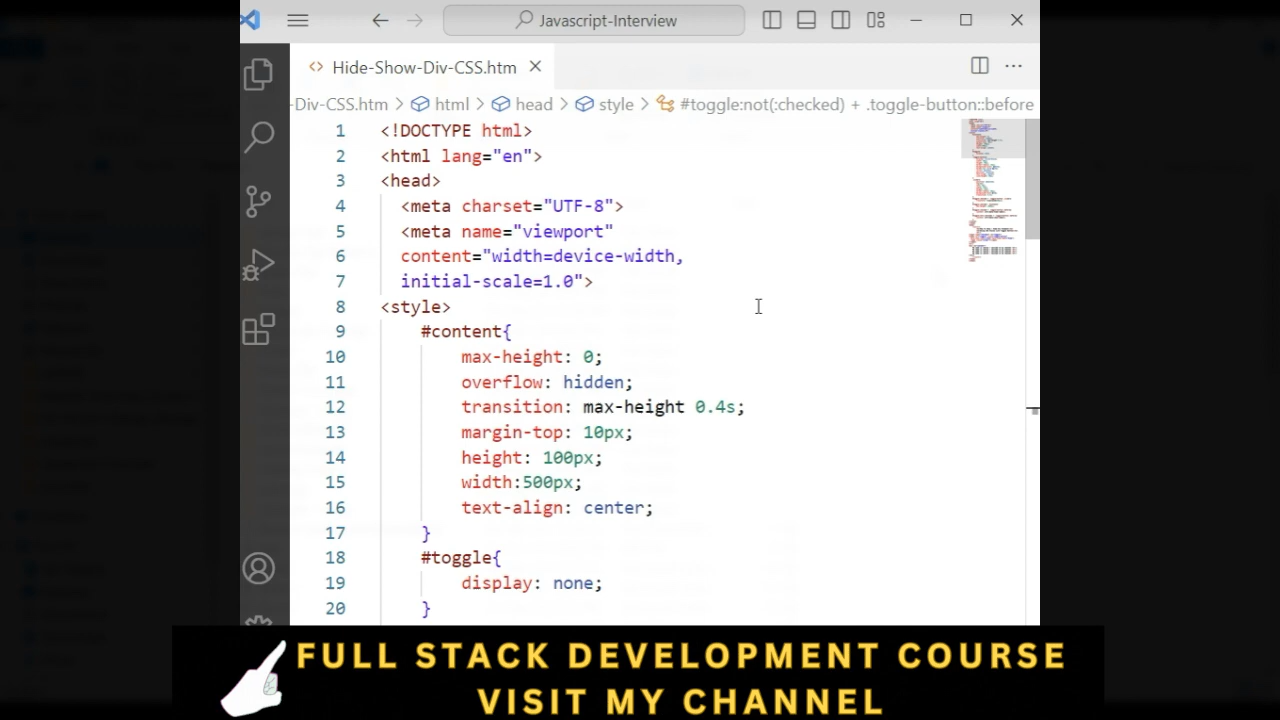 Javascript-Interview
Hide-Show-Div-CSS.htm
-Div-CSS.htm > html > head > style > #toggle:not(:checked) + .toggle-button::before
1 <!DOCTYPE html>
2 <html lang="en">
3 <head>
4 <meta charset="UTF-8">
5 <meta name="viewport"
6 content="width=device-width,
7 initial-scale=1.0">
8 <style>
9 #content{
10 max-height: 0;
11 overflow: hidden;
12 transition: max-height 0.4s;
13 margin-top: 10px;
14 height: 100px;
15 width:500px;
16 text-align: center;
17 }
18 #toggle{
19 display: none;
20 }
FULL STACK DEVELOPMENT COURSE
VISIT MY CHANNEL